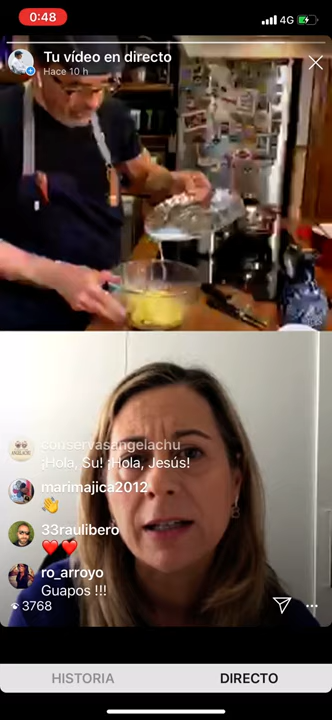 0:48
4G
Tu vídeo en directo
Hace 10 h
conservasangelachu
¡Hola, Su! ¡Hola, Jesús!
marimajica2012
👋
33raulibero
❤️❤️
ro_arroyo
Guapos !!!
3768
HISTORIA
DIRECTO